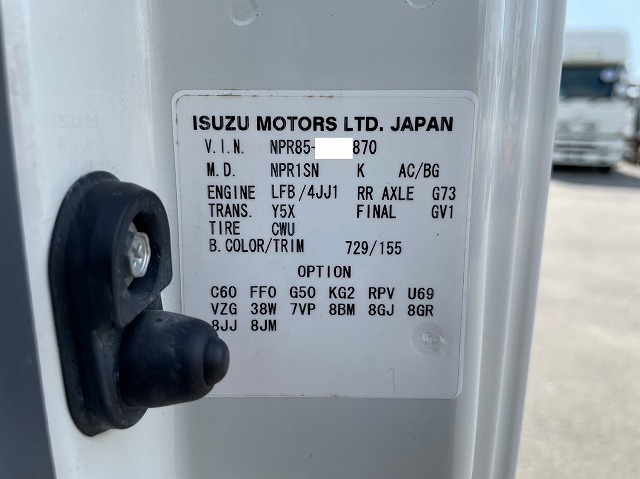 ISUZU MOTORS LTD. JAPAN
V.I.N. NPR85-870
M.D. NPR1SN K AC/BG
ENGINE LFB/4JJ1 RR AXLE G73
TRANS. Y5X FINAL GV1
TIRE CWU
B.COLOR/TRIM 729/155
OPTION
C60 FF0 G50 KG2 RPV U69
VZG 38W 7VP 8BM 8GJ 8GR
8JJ 8JM